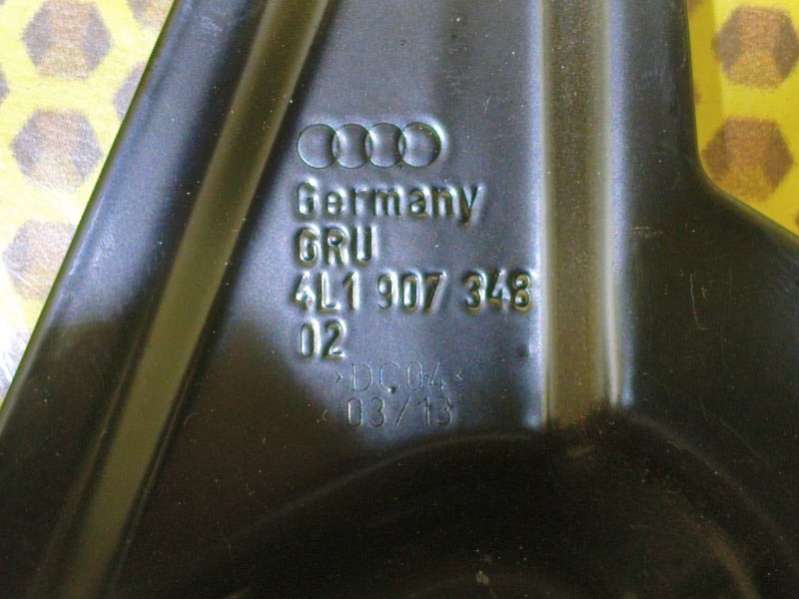 Germany
GRU
4L1 907 348
02
>DC04<
03/13